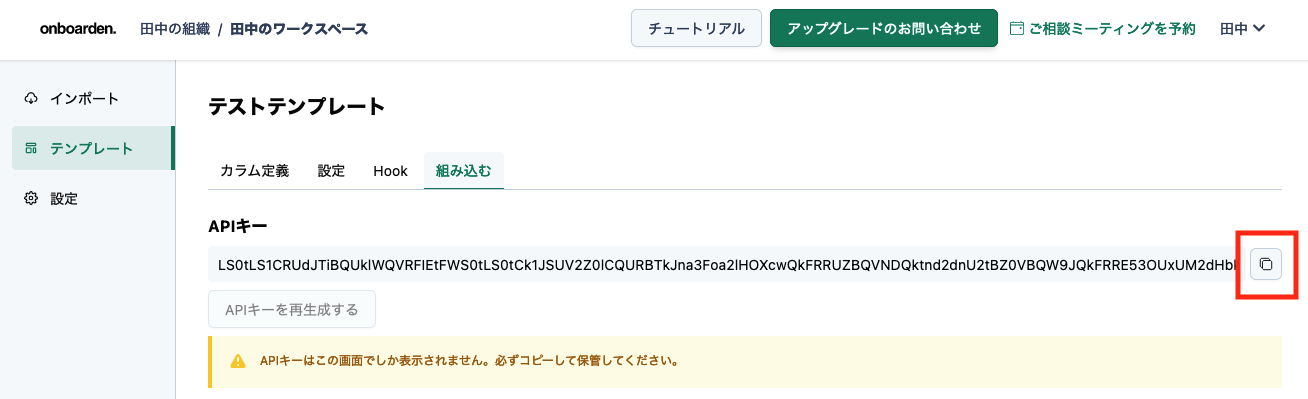 onboarden. 田中の組織 / 田中のワークスペース チュートリアル アップグレードのお問い合わせ ご相談ミーティングを予約 田中
インポート
テンプレート
設定
テストテンプレート
カラム定義 設定 Hook 組み込む
APIキー
APIキーを再生成する
APIキーはこの画面でしか表示されません。必ずコピーして保管してください。